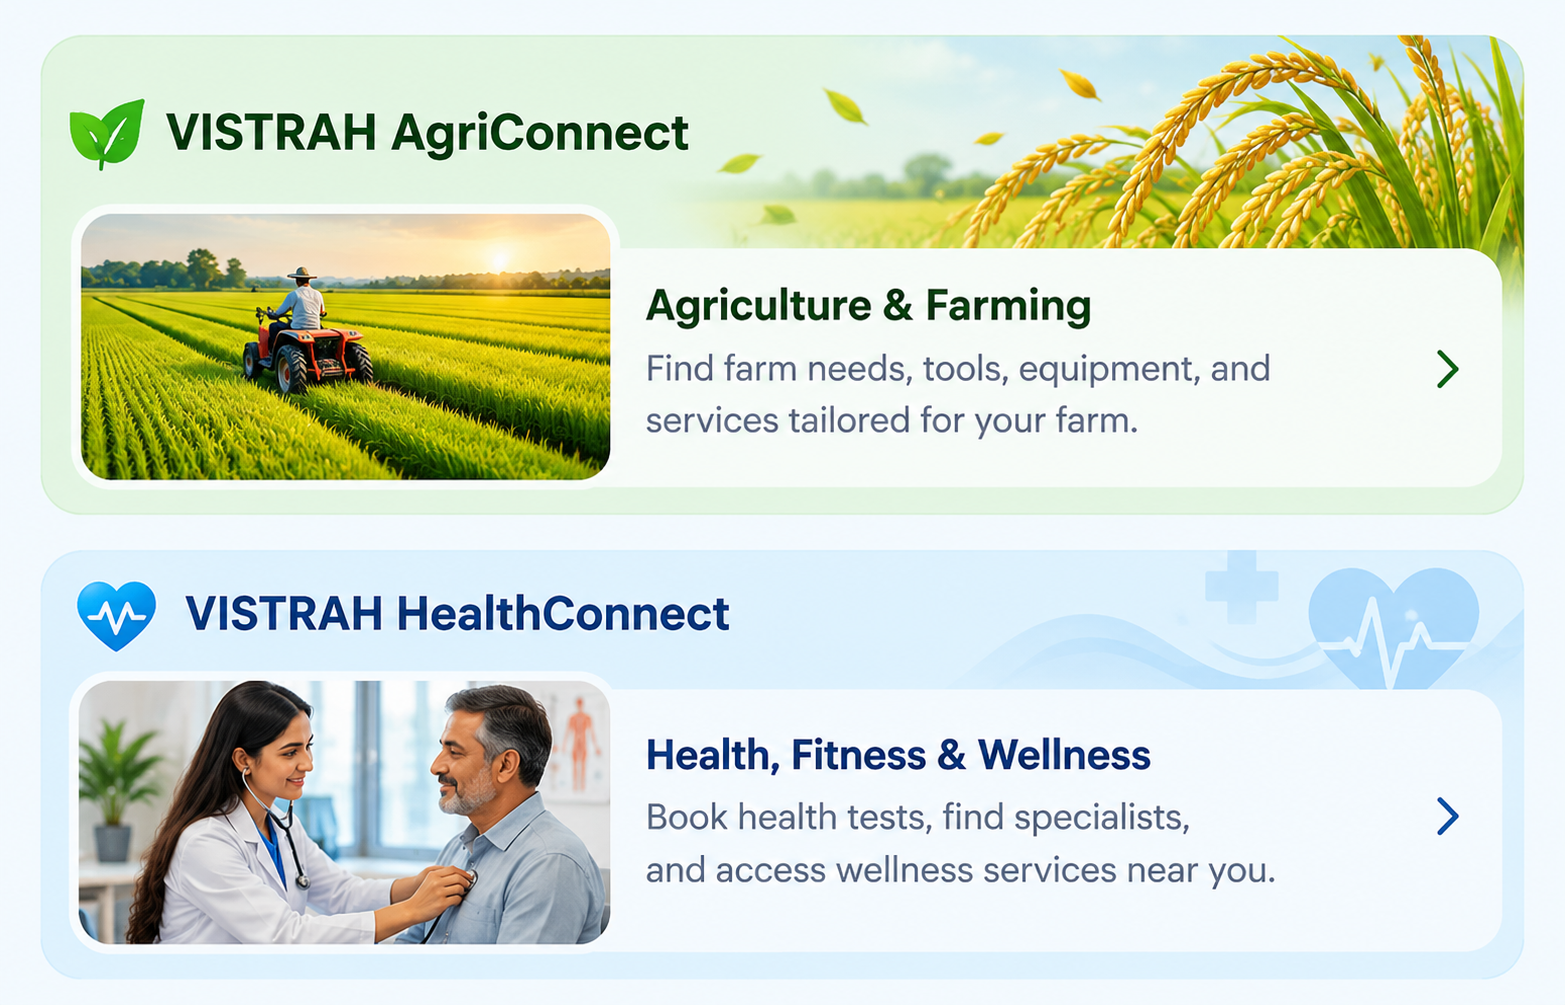 VISTRAH AgriConnect
Agriculture & Farming
Find farm needs, tools, equipment, and
services tailored for your farm.
VISTRAH HealthConnect
Health, Fitness & Wellness
Book health tests, find specialists,
and access wellness services near you.